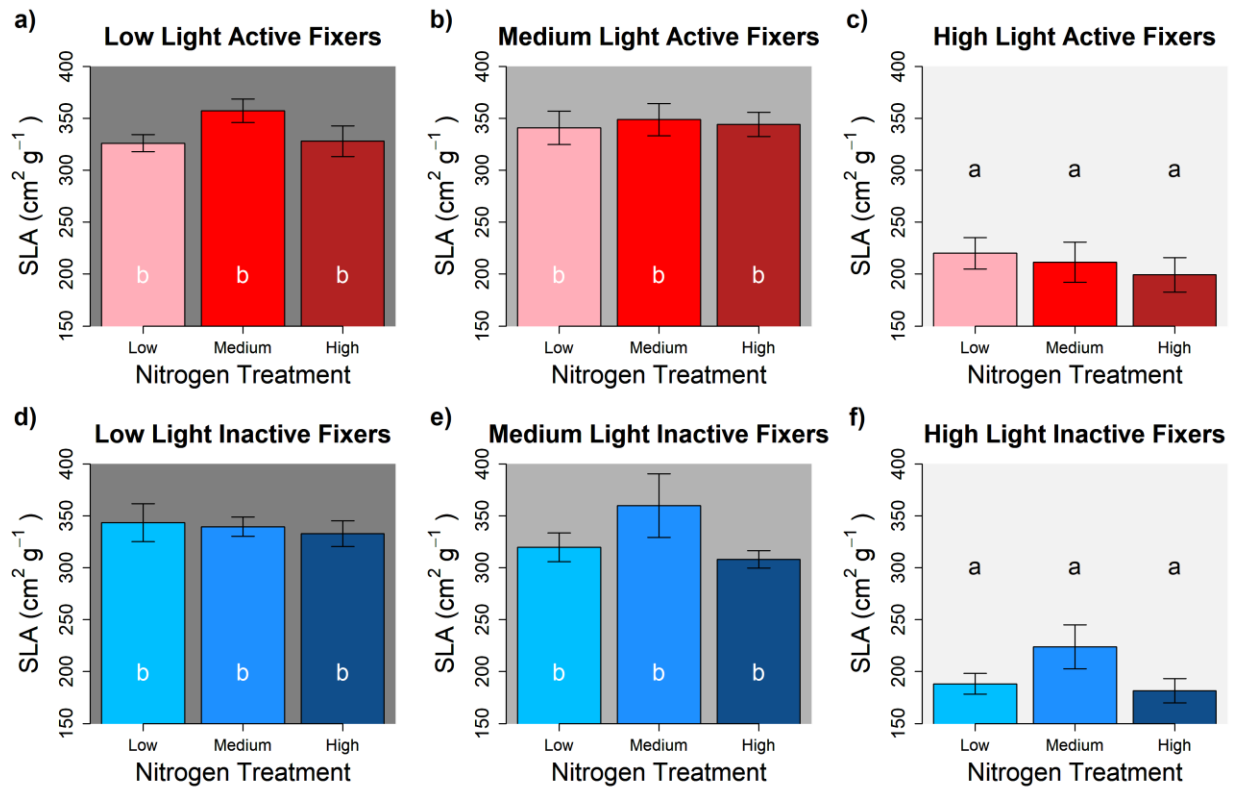 a)
Low Light Active Fixers
SLA (cm² g⁻¹ )
400
350
300
250
200
150
b b b
Low Medium High
Nitrogen Treatment
b)
Medium Light Active Fixers
SLA (cm² g⁻¹ )
400
350
300
250
200
150
b b b
Low Medium High
Nitrogen Treatment
c)
High Light Active Fixers
SLA (cm² g⁻¹ )
400
350
300
250
200
150
a a a
Low Medium High
Nitrogen Treatment
d)
Low Light Inactive Fixers
SLA (cm² g⁻¹ )
400
350
300
250
200
150
b b b
Low Medium High
Nitrogen Treatment
e)
Medium Light Inactive Fixers
SLA (cm² g⁻¹ )
400
350
300
250
200
150
b b b
Low Medium High
Nitrogen Treatment
f)
High Light Inactive Fixers
SLA (cm² g⁻¹ )
400
350
300
250
200
150
a a a
Low Medium High
Nitrogen Treatment